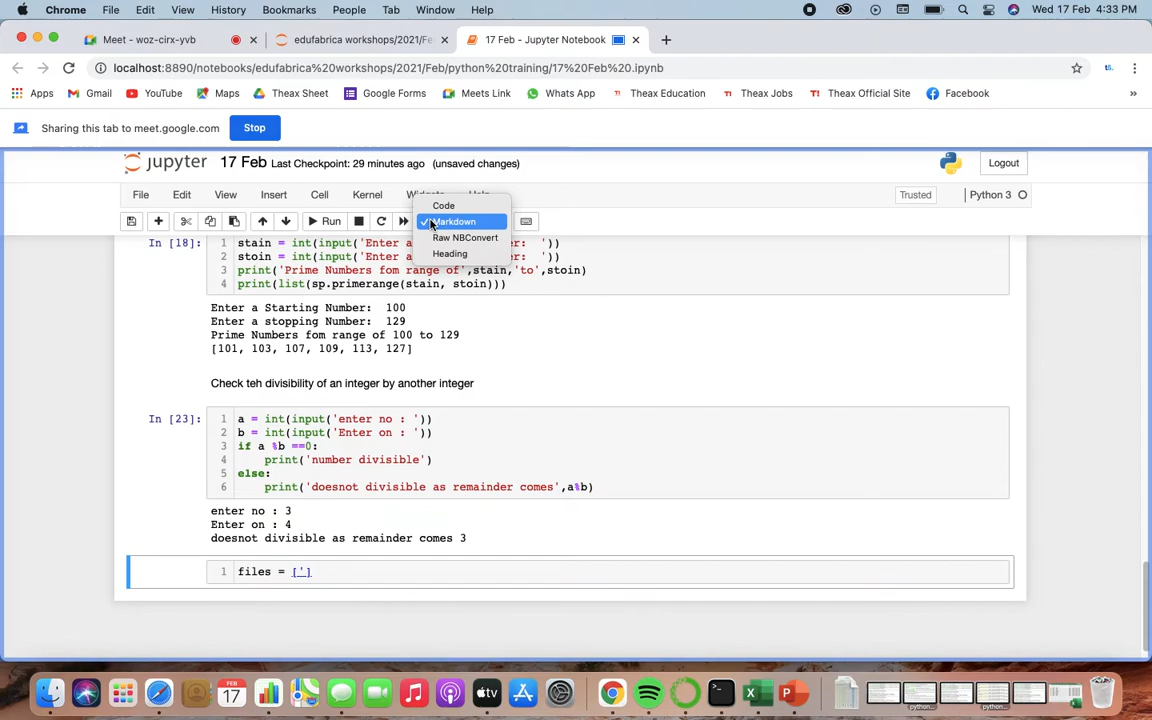 Chrome File Edit View History Bookmarks People Tab Window Help Wed 17 Feb 4:33 PM
Meet - woz-cirx-yvb edufabrica workshops/2021/Feb/ 17 Feb - Jupyter Notebook
localhost:8890/notebooks/edufabrica%20workshops/2021/Feb/python%20training/17%20Feb%20.ipynb
Apps Gmail YouTube Maps Theax Sheet Google Forms Meets Link Whats App Theax Education Theax Jobs Theax Official Site Facebook »
Sharing this tab to meet.google.com Stop
jupyter 17 Feb Last Checkpoint: 29 minutes ago (unsaved changes) Logout
File Edit View Insert Cell Kernel Widgets Help Trusted Python 3
Run
Code
Markdown
Raw NBConvert
Heading
In [18]: 1 stain = int(input('Enter a er: '))
2 stoin = int(input('Enter a er: '))
3 print('Prime Numbers fom range of',stain,'to',stoin)
4 print(list(sp.primerange(stain, stoin)))
Enter a Starting Number: 100
Enter a stopping Number: 129
Prime Numbers fom range of 100 to 129
[101, 103, 107, 109, 113, 127]
Check teh divisibility of an integer by another integer
In [23]: 1 a = int(input('enter no : '))
2 b = int(input('Enter on : '))
3 if a %b ==0:
4 print('number divisible')
5 else:
6 print('doesnot divisible as remainder comes',a%b)
enter no : 3
Enter on : 4
doesnot divisible as remainder comes 3
1 files = [']
FEB
17